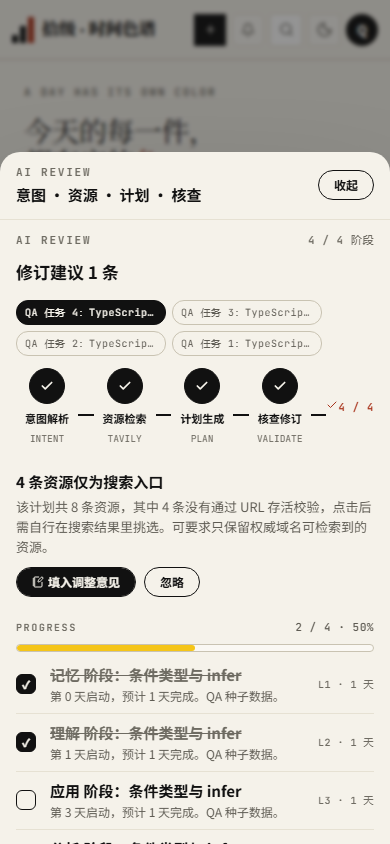 拾级 · 时间色谱
A DAY HAS ITS OWN COLOR
今天的每一件,
AI REVIEW
意图 · 资源 · 计划 · 核查
收起
AI REVIEW
4 / 4 阶段
修订建议 1 条
QA 任务 4: TypeScrip…
QA 任务 3: TypeScrip…
QA 任务 2: TypeScrip…
QA 任务 1: TypeScrip…
意图解析
资源检索
计划生成
核查修订
4 / 4
INTENT
TAVILY
PLAN
VALIDATE
4 条资源仅为搜索入口
该计划共 8 条资源，其中 4 条没有通过 URL 存活校验，点击后
需自行在搜索结果里挑选。可要求只保留权威域名可检索到的
资源。
填入调整意见
忽略
PROGRESS
2 / 4 · 50%
记忆 阶段：条件类型与 infer
第 0 天启动，预计 1 天完成。QA 种子数据。
L1 · 1 天
理解 阶段：条件类型与 infer
第 1 天启动，预计 1 天完成。QA 种子数据。
L2 · 1 天
应用 阶段：条件类型与 infer
第 3 天启动，预计 1 天完成。QA 种子数据。
L3 · 1 天